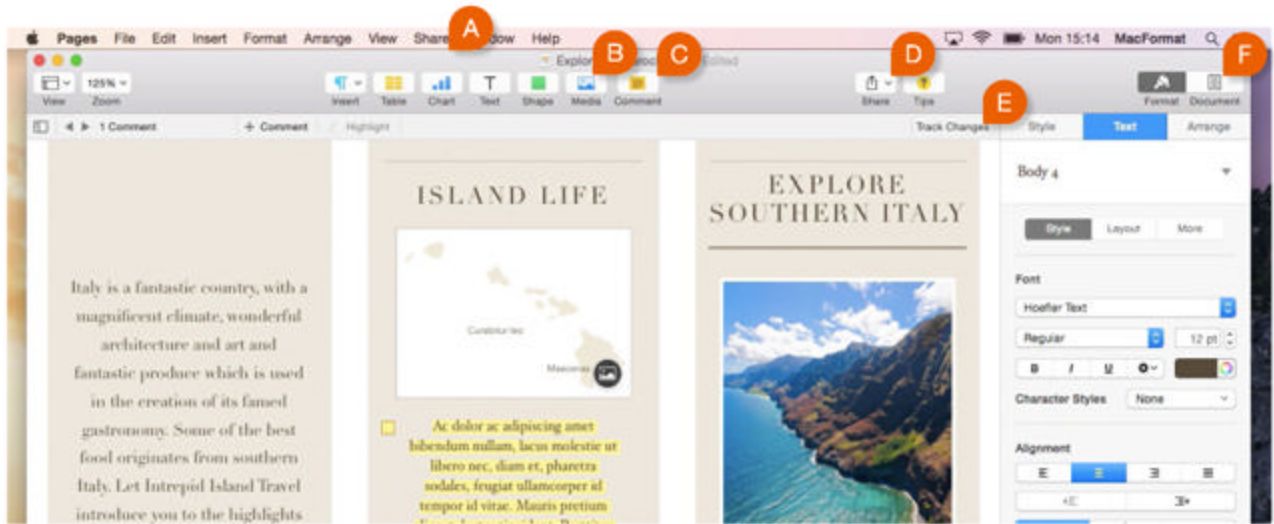 A
B
C
D
E
F
Pages File Edit Insert Format Arrange View Share Help
Mon 15:14 MacFormat
Edited
125%
View Zoom Insert Table Chart Text Shape Media Comment Share Tips Format Document
1 Comment + Comment Highlight Track Changes Style Text Arrange
Italy is a fantastic country, with a
magnificent climate, wonderful
architecture and art and
fantastic produce which is used
in the creation of its famed
gastronomy. Some of the best
food originates from southern
Italy. Let Intrepid Island Travel
introduce you to the highlights
ISLAND LIFE
Curabitur leo
Maecenas
Ac dolor ac adipiscing amet
bibendum nullam, lacus molestie ut
libero nec, diam et, pharetra
sodales, feugiat ullamcorper id
tempor id vitae. Mauris pretium
EXPLORE
SOUTHERN ITALY
Body 4
Style Layout More
Font
Hoefler Text
Regular 12 pt
B I U
Character Styles None
Alignment